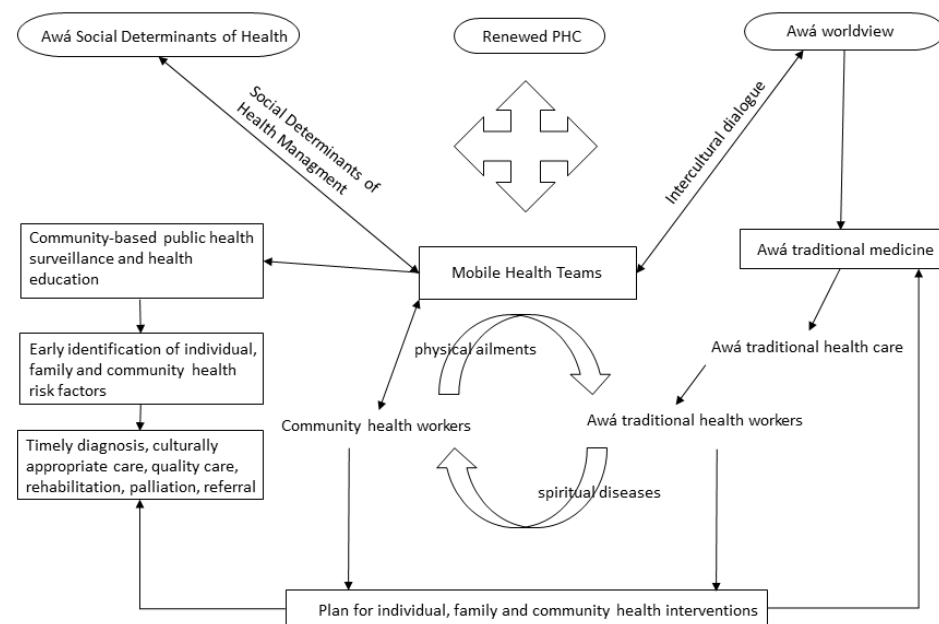 Awá Social Determinants of Health
Renewed PHC
Awá worldview
Social Determinants of
Health Managment
Intercultural dialogue
Community-based public health
surveillance and health
education
Mobile Health Teams
Awá traditional medicine
Early identification of individual,
family and community health
risk factors
physical ailments
Awá traditional health care
Community health workers
Awá traditional health workers
Timely diagnosis, culturally
appropriate care, quality care,
rehabilitation, palliation, referral
spiritual diseases
Plan for individual, family and community health interventions